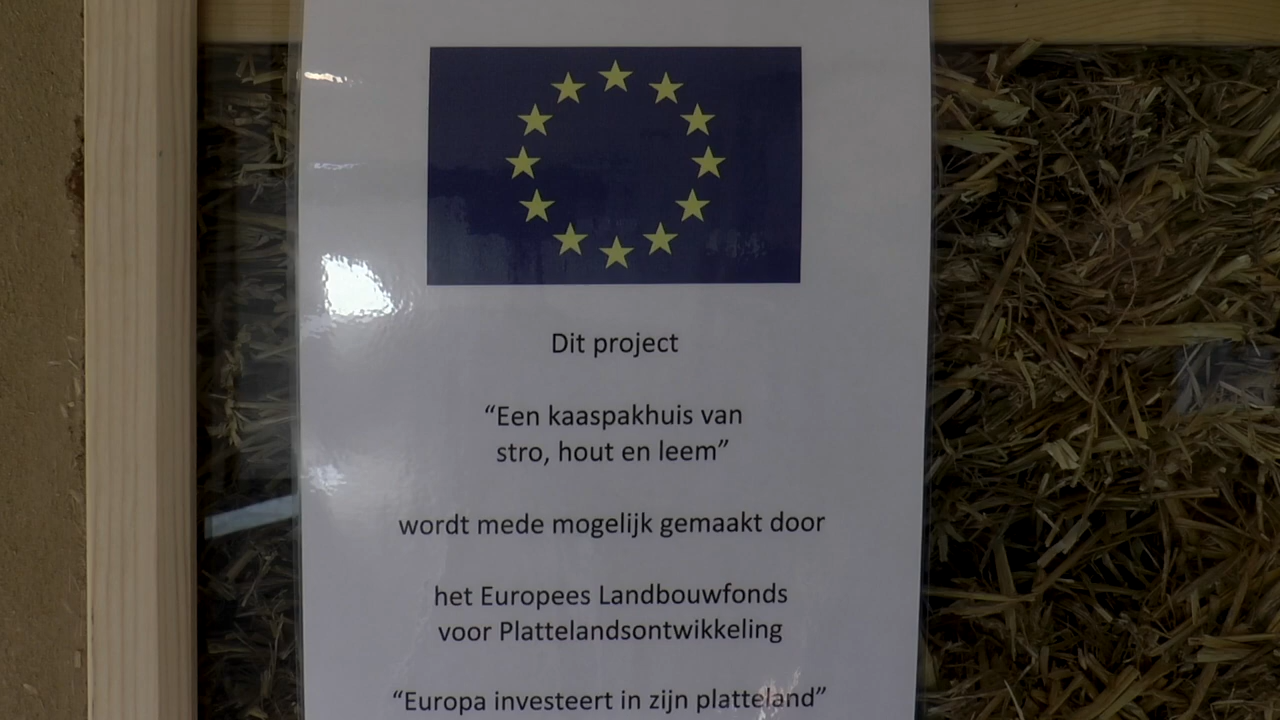 Dit project
“Een kaaspakhuis van
stro, hout en leem”
wordt mede mogelijk gemaakt door
het Europees Landbouwfonds
voor Plattelandsontwikkeling
“Europa investeert in zijn platteland”